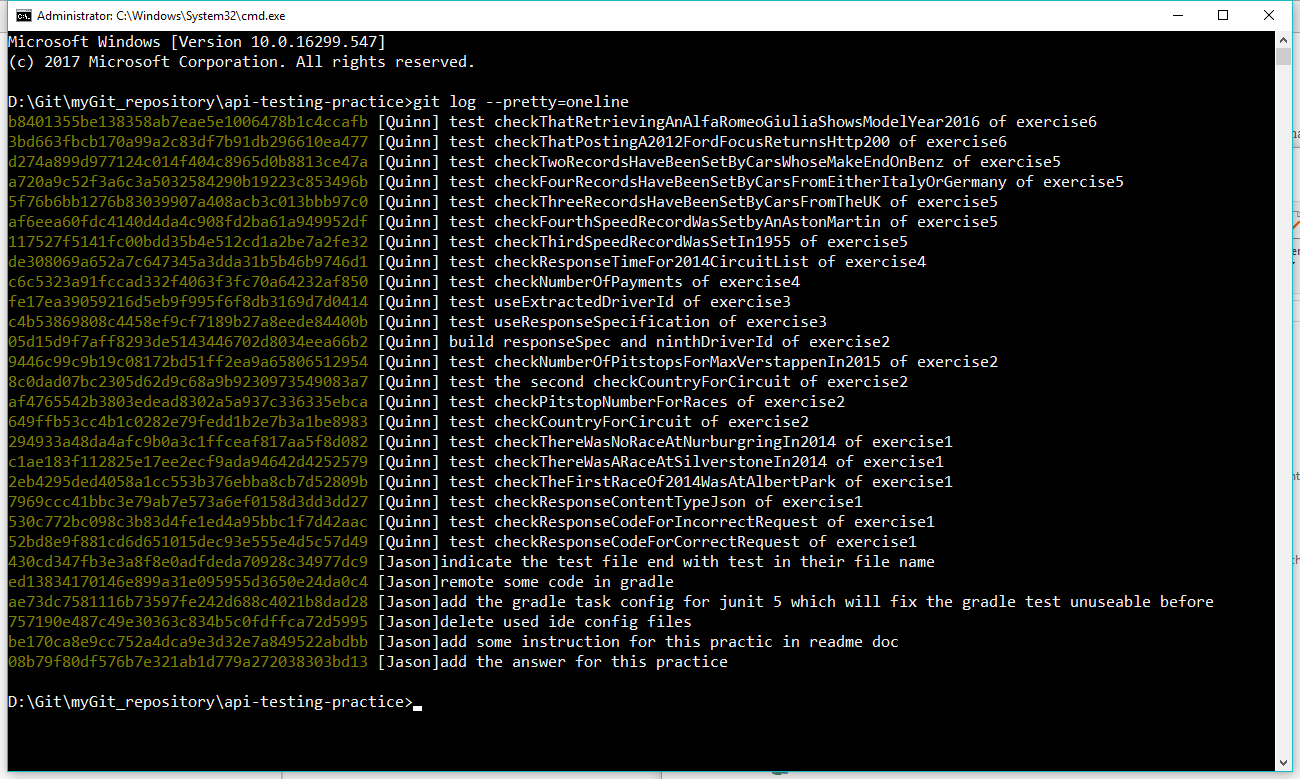 Administrator: C:\Windows\System32\cmd.exe
Microsoft Windows [Version 10.0.16299.547]
(c) 2017 Microsoft Corporation. All rights reserved.
D:\Git\myGit_repository\api-testing-practice>git log --pretty=oneline
b8401355be138358ab7eae5e1006478b1c4ccafb [Quinn] test checkThatRetrievingAnAlfaRomeoGiuliaShowsModelYear2016 of exercise6
3bd663fbcb170a99a2c83df7b91db296610ea477 [Quinn] test checkThatPostingA2012FordFocusReturnsHttp200 of exercise6
d274a899d977124c014f404c8965d0b8813ce47a [Quinn] test checkTwoRecordsHaveBeenSetByCarsWhoseMakeEndOnBenz of exercise5
a720a9c52f3a6c3a5032584290b19223c853496b [Quinn] test checkFourRecordsHaveBeenSetByCarsFromEitherItalyOrGermany of exercise5
5f76b6bb1276b83039907a408acb3c013bbb97c0 [Quinn] test checkThreeRecordsHaveBeenSetByCarsFromTheUK of exercise5
af6eea60fdc4140d4da4c908fd2ba61a949952df [Quinn] test checkFourthSpeedRecordWasSetbyAnAstonMartin of exercise5
117527f5141fc00bdd35b4e512cd1a2be7a2fe32 [Quinn] test checkThirdSpeedRecordWasSetIn1955 of exercise5
de308069a652a7c647345a3dda31b5b46b9746d1 [Quinn] test checkResponseTimeFor2014CircuitList of exercise4
c6c5323a91fccad332f4063f3fc70a64232af850 [Quinn] test checkNumberOfPayments of exercise4
fe17ea39059216d5eb9f995f6f8db3169d7d0414 [Quinn] test useExtractedDriverId of exercise3
c4b53869808c4458ef9cf7189b27a8eede84400b [Quinn] test useResponseSpecification of exercise3
05d15d9f7aff8293de5143446702d8034eea66b2 [Quinn] build responseSpec and ninthDriverId of exercise2
9446c99c9b19c08172bd51ff2ea9a65806512954 [Quinn] test checkNumberOfPitstopsForMaxVerstappenIn2015 of exercise2
8c0dad07bc2305d62d9c68a9b9230973549083a7 [Quinn] test the second checkCountryForCircuit of exercise2
af4765542b3803edead8302a5a937c336335ebca [Quinn] test checkPitstopNumberForRaces of exercise2
649ffb53cc4b1c0282e79fedd1b2e7b3a1be8983 [Quinn] test checkCountryForCircuit of exercise2
294933a48da4afc9b0a3c1ffceaf817aa5f8d082 [Quinn] test checkThereWasNoRaceAtNurburgringIn2014 of exercise1
c1ae183f112825e17ee2ecf9ada94642d4252579 [Quinn] test checkThereWasARaceAtSilverstoneIn2014 of exercise1
2eb4295ded4058a1cc553b376ebba8cb7d52809b [Quinn] test checkTheFirstRaceOf2014WasAtAlbertPark of exercise1
7969ccc41bbc3e79ab7e573a6ef0158d3dd3dd27 [Quinn] test checkResponseContentTypeJson of exercise1
530c772bc098c3b83d4fe1ed4a95bbc1f7d42aac [Quinn] test checkResponseCodeForIncorrectRequest of exercise1
52bd8e9f881cd6d651015dec93e555e4d5c57d49 [Quinn] test checkResponseCodeForCorrectRequest of exercise1
430cd347fb3e3a8f8e0adfdeda70928c34977dc9 [Jason]indicate the test file end with test in their file name
ed13834170146e899a31e095955d3650e24da0c4 [Jason]remote some code in gradle
ae73dc7581116b73597fe242d688c4021b8dad28 [Jason]add the gradle task config for junit 5 which will fix the gradle test unuseable before
757190e487c49e30363c834b5c0fdffca72d5995 [Jason]delete used ide config files
be170ca8e9cc752a4dca9e3d32e7a849522abdbb [Jason]add some instruction for this practic in readme doc
08b79f80df576b7e321ab1d779a272038303bd13 [Jason]add the answer for this practice
D:\Git\myGit_repository\api-testing-practice>